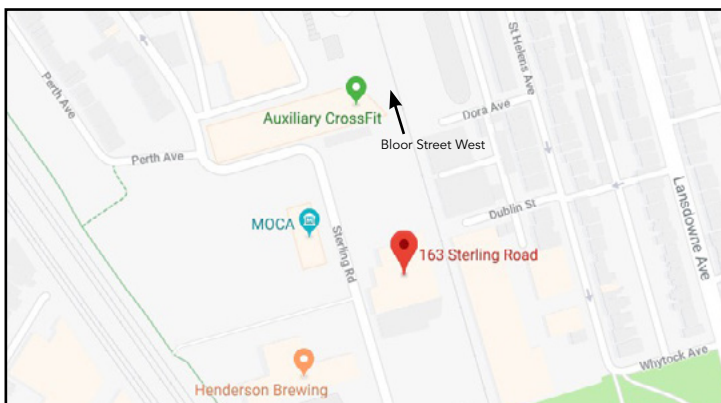 Perth Ave
St Helens Ave
Auxiliary CrossFit
Dora Ave
Bloor Street West
Perth Ave
Lansdowne Ave
MOCA
Sterling Rd
Dublin St
163 Sterling Road
Whytock Ave
Henderson Brewing